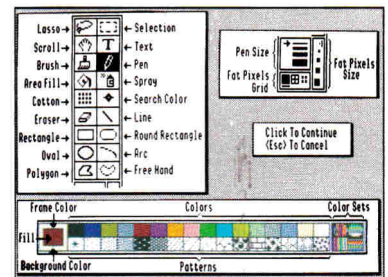 Lasso Selection
Scroll T Text
Brush Pen
Area Fill Spray
Cotton Search Color
Eraser Line
Rectangle Round Rectangle
Oval Arc
Polygon Free Hand
Pen Size
Fat Pixels Grid
Fat Pixels Size
Click To Continue
(Esc) To Cancel
Frame Color Colors Color Sets
Fill
Background Color Patterns